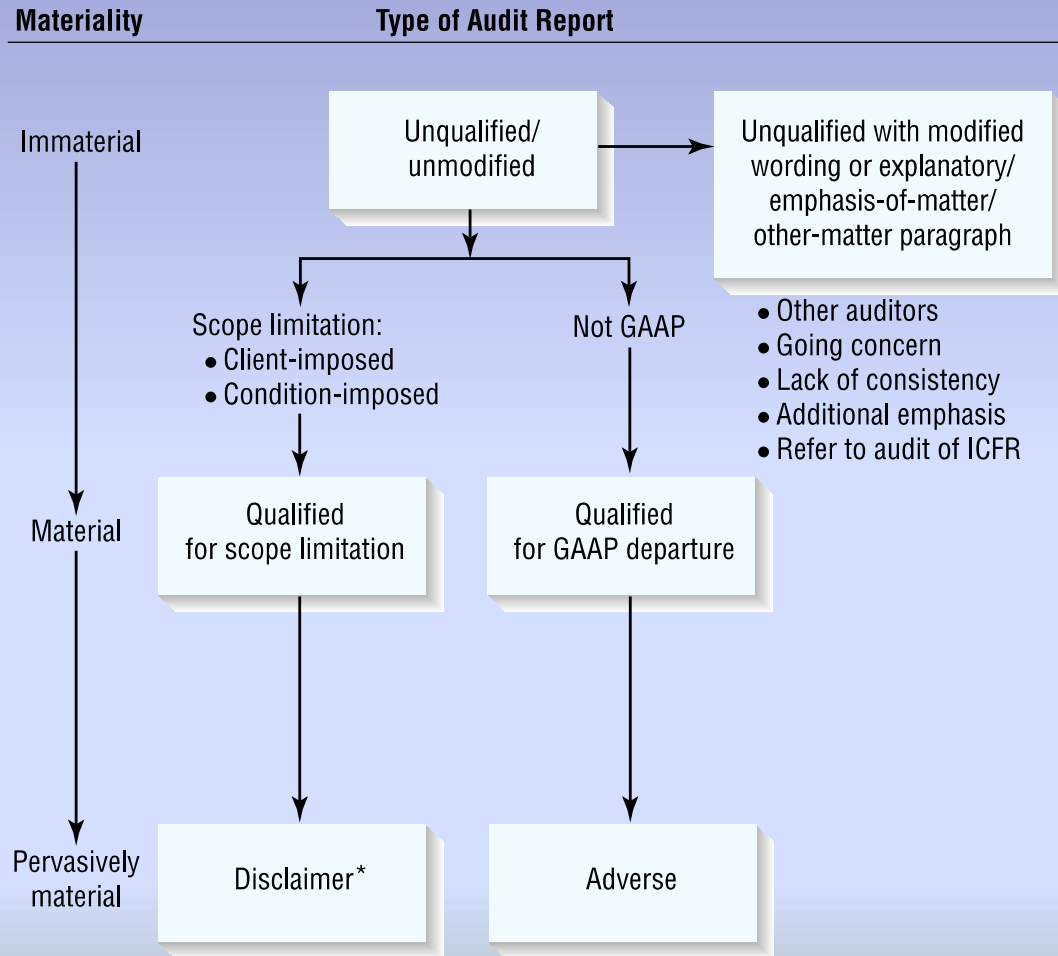 Materiality
Type of Audit Report
Immaterial
Unqualified/
unmodified
Unqualified with modified
wording or explanatory/
emphasis-of-matter/
other-matter paragraph
• Other auditors
• Going concern
• Lack of consistency
• Additional emphasis
• Refer to audit of ICFR
Scope limitation:
• Client-imposed
• Condition-imposed
Not GAAP
Material
Qualified
for scope limitation
Qualified
for GAAP departure
Pervasively
material
Disclaimer*
Adverse